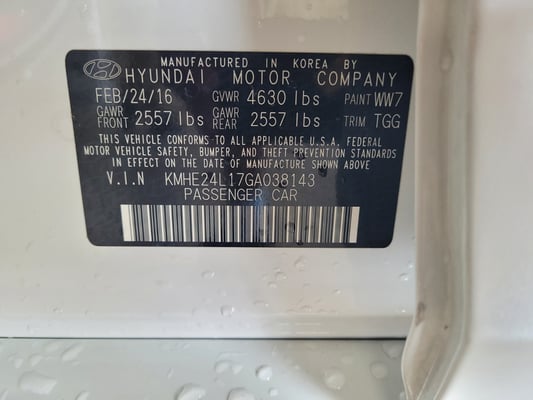 MANUFACTURED IN KOREA BY
HYUNDAI MOTOR COMPANY
FEB/24/16 GVWR 4630 lbs PAINT WW7
GAWR FRONT 2557 lbs GAWR REAR 2557 lbs TRIM TGG
THIS VEHICLE CONFORMS TO ALL APPLICABLE U.S.A. FEDERAL
MOTOR VEHICLE SAFETY, BUMPER, AND THEFT PREVENTION STANDARDS
IN EFFECT ON THE DATE OF MANUFACTURE SHOWN ABOVE
V.I.N KMHE24L17GA038143
PASSENGER CAR